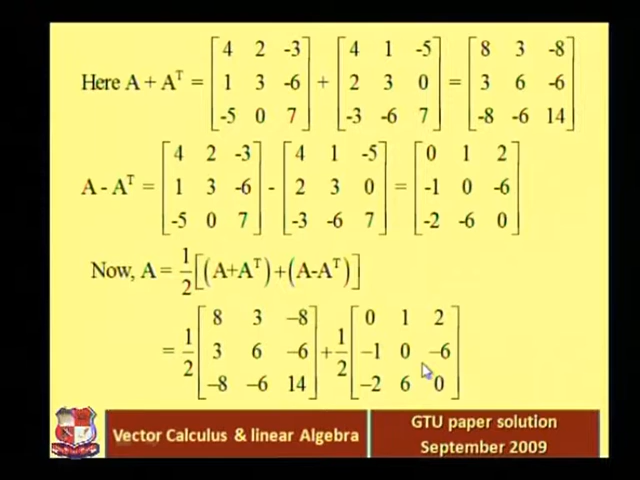 Here A + Aᵀ = [4 2 -3; 1 3 -6; -5 0 7] + [4 1 -5; 2 3 0; -3 -6 7] = [8 3 -8; 3 6 -6; -8 -6 14]
A - Aᵀ = [4 2 -3; 1 3 -6; -5 0 7] - [4 1 -5; 2 3 0; -3 -6 7] = [0 1 2; -1 0 -6; -2 -6 0]
Now, A = 1/2 [(A+Aᵀ)+(A-Aᵀ)]
= 1/2 [8 3 –8; 3 6 –6; –8 –6 14] + 1/2 [0 1 2; –1 0 –6; –2 6 0]
Vector Calculus & linear Algebra
GTU paper solution
September 2009